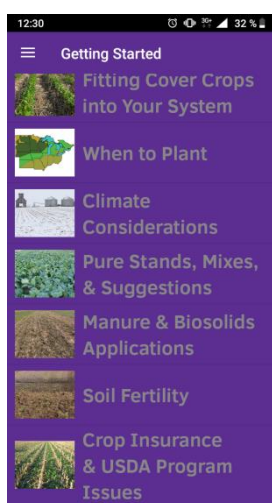 12:30 3G+ 32 %
Getting Started
Fitting Cover Crops
into Your System
When to Plant
Climate
Considerations
Pure Stands, Mixes,
& Suggestions
Manure & Biosolids
Applications
Soil Fertility
Crop Insurance
& USDA Program
Issues